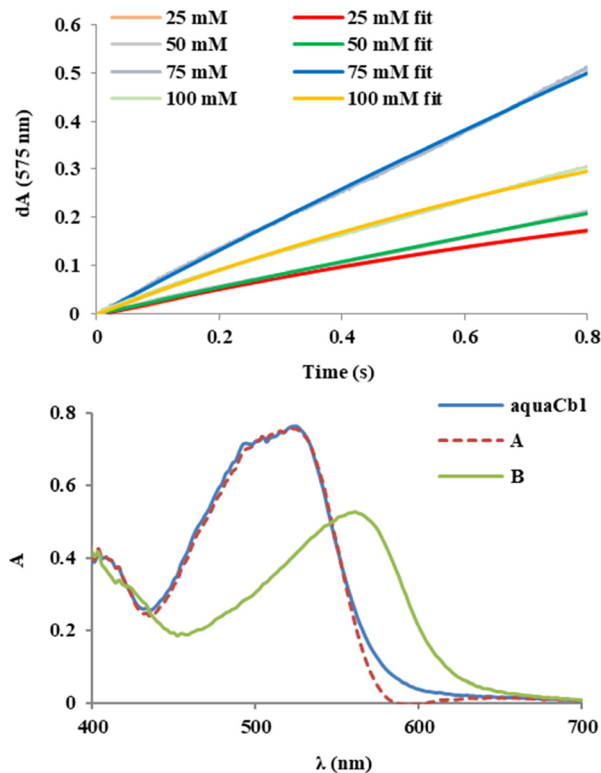 0.6
0.5
0.4
0.3
0.2
0.1
0
dA (575 nm)
25 mM 25 mM fit
50 mM 50 mM fit
75 mM 75 mM fit
100 mM 100 mM fit
0 0.2 0.4 0.6 0.8
Time (s)
0.8
0.6
0.4
0.2
0
A
aquaCbl
A
B
400 500 600 700
λ (nm)